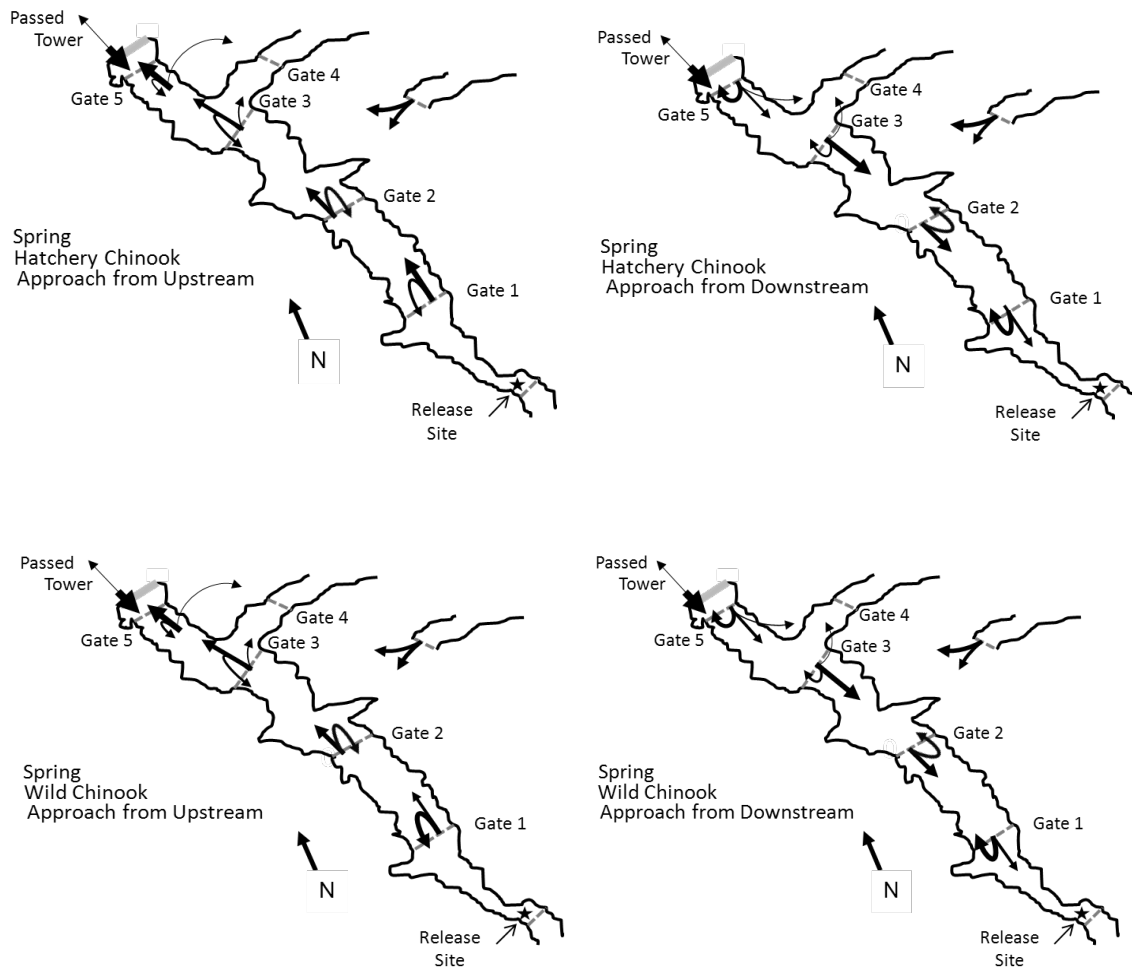 Passed
Tower
Gate 4
Gate 5
Gate 3
Gate 2
Spring
Hatchery Chinook
Approach from Upstream
Gate 1
N
Release
Site
Passed
Tower
Gate 4
Gate 5
Gate 3
Gate 2
Spring
Hatchery Chinook
Approach from Downstream
Gate 1
N
Release
Site
Passed
Tower
Gate 4
Gate 5
Gate 3
Gate 2
Spring
Wild Chinook
Approach from Upstream
Gate 1
N
Release
Site
Passed
Tower
Gate 4
Gate 5
Gate 3
Gate 2
Spring
Wild Chinook
Approach from Downstream
Gate 1
N
Release
Site